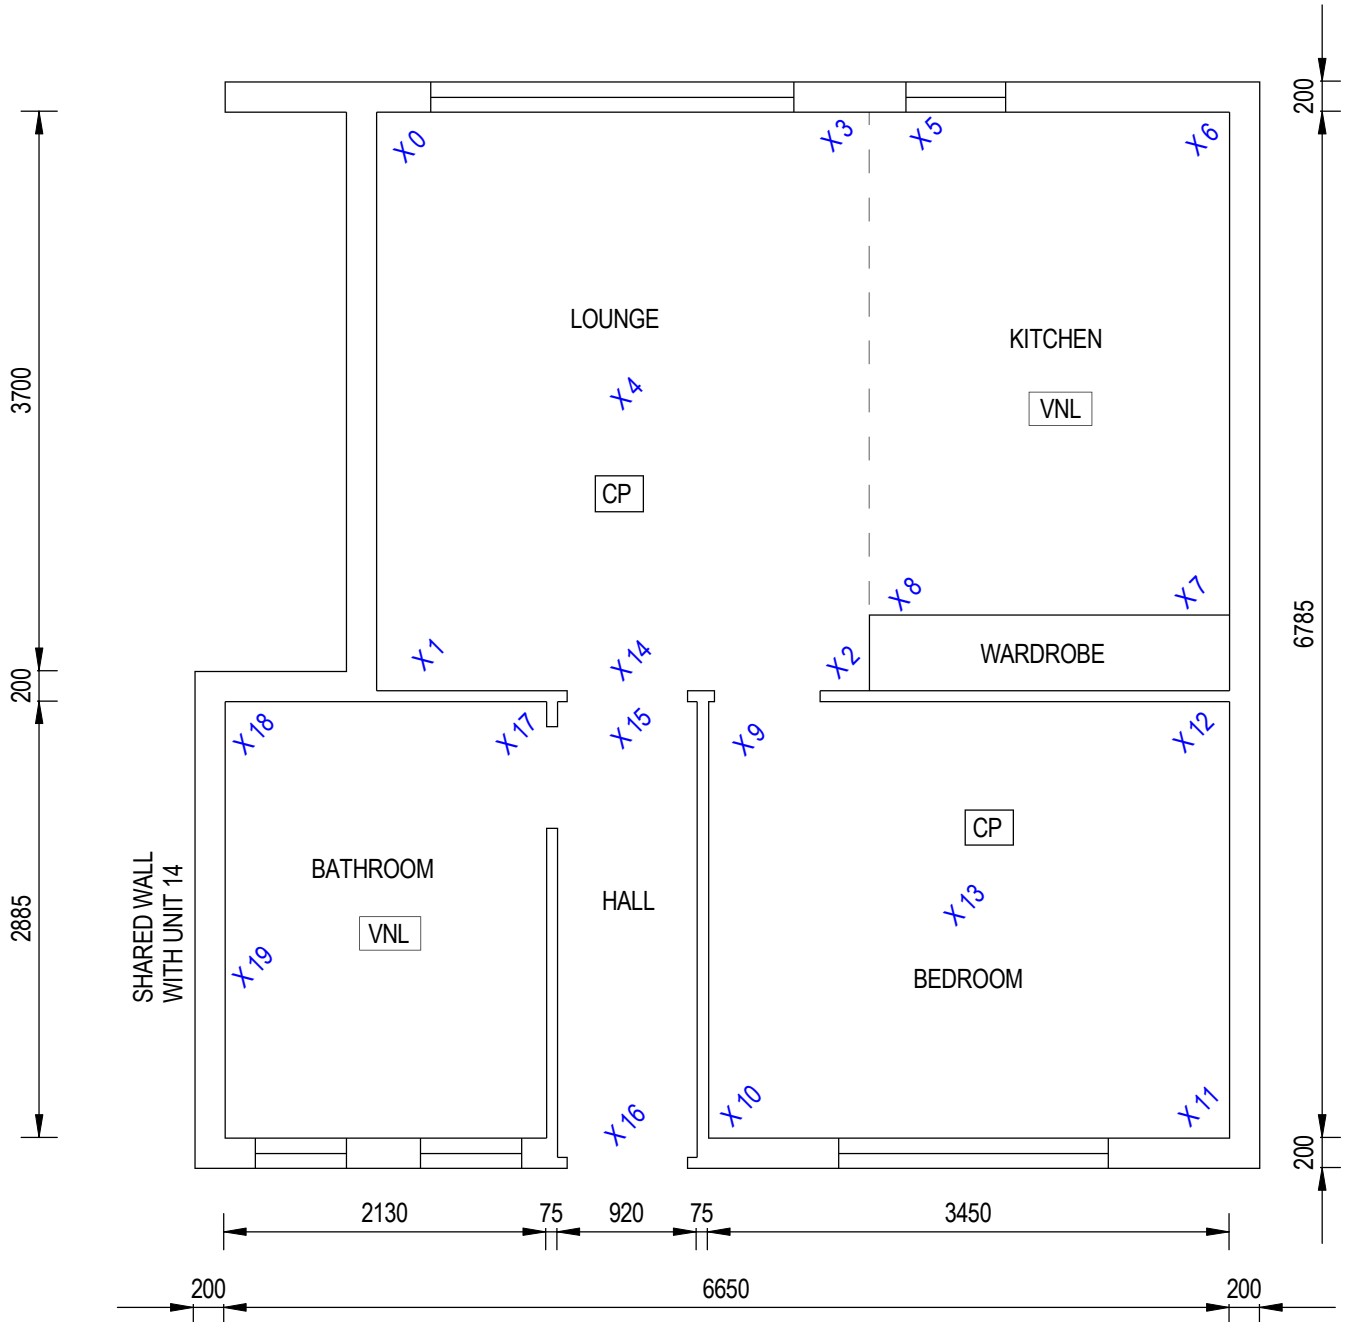 200
X0
X3
X5
X6
LOUNGE
KITCHEN
X4
VNL
3700
CP
X8
X7
6785
X1
X14
X2
WARDROBE
200
X18
X17
X15
X9
X12
CP
BATHROOM
SHARED WALL
WITH UNIT 14
HALL
X13
2885
VNL
X19
BEDROOM
X16
X10
X11
200
2130
75
920
75
3450
200
6650
200